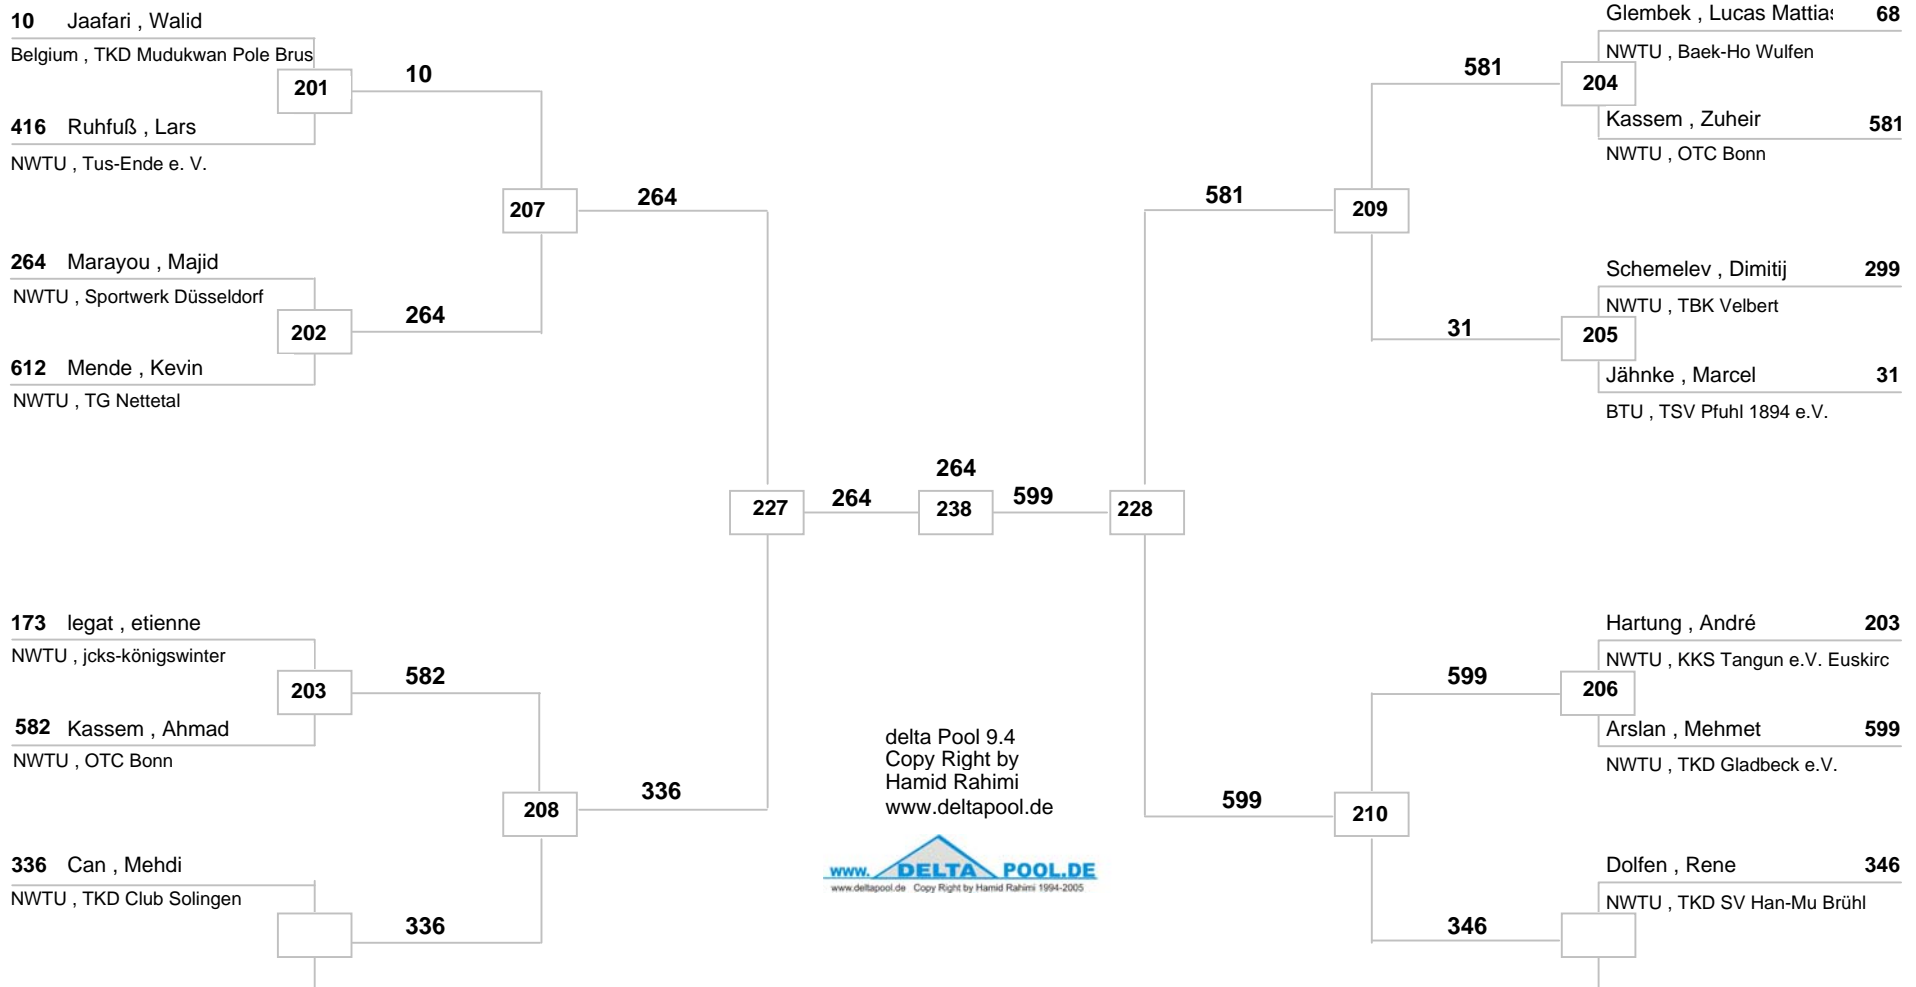 10 Jaafari , Walid
Belgium , TKD Mudukwan Pole Brus
201
10
416 Ruhfuß , Lars
NWTU , Tus-Ende e. V.
207
264
264 Marayou , Majid
NWTU , Sportwerk Düsseldorf
202
264
612 Mende , Kevin
NWTU , TG Nettetal
227
264
264
238
599
228
173 legat , etienne
NWTU , jcks-königswinter
203
582
582 Kassem , Ahmad
NWTU , OTC Bonn
208
336
336 Can , Mehdi
NWTU , TKD Club Solingen
336
Glembek , Lucas Mattias 68
NWTU , Baek-Ho Wulfen
581
204
Kassem , Zuheir 581
NWTU , OTC Bonn
581
209
Schemelev , Dimitij 299
NWTU , TBK Velbert
31
205
Jähnke , Marcel 31
BTU , TSV Pfuhl 1894 e.V.
Hartung , André 203
NWTU , KKS Tangun e.V. Euskirc
599
206
Arslan , Mehmet 599
NWTU , TKD Gladbeck e.V.
599
210
Dolfen , Rene 346
NWTU , TKD SV Han-Mu Brühl
346
delta Pool 9.4
Copy Right by
Hamid Rahimi
www.deltapool.de
www. DELTA POOL.DE
www.deltapool.de Copy Right by Hamid Rahimi 1994-2005